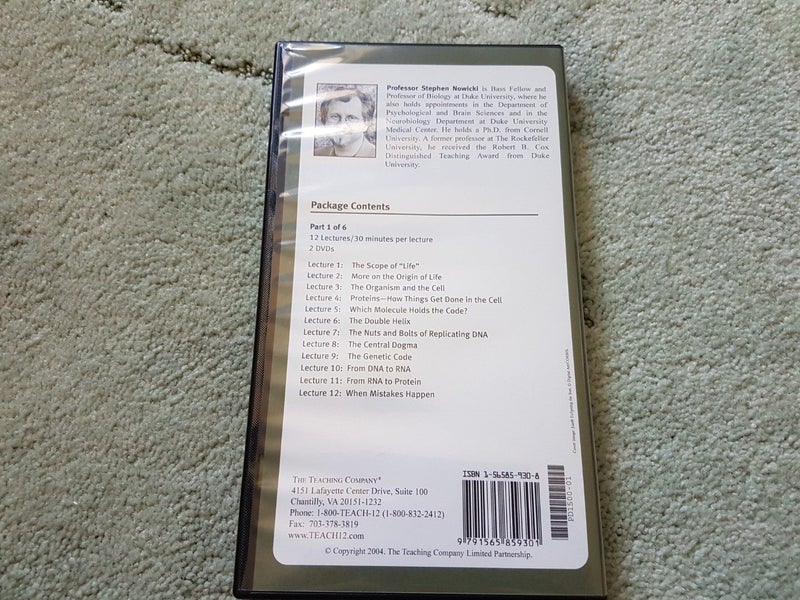 Professor Stephen Nowicki is Bass Fellow and
Professor of Biology at Duke University, where he
also holds appointments in the Department of
Psychological and Brain Sciences and in the
Neurobiology Department at Duke University
Medical Center. He holds a Ph.D. from Cornell
University. A former professor at The Rockefeller
University, he received the Robert B. Cox
Distinguished Teaching Award from Duke
University.
Package Contents
Part 1 of 6
12 Lectures/30 minutes per lecture
2 DVDs
Lecture 1: The Scope of "Life"
Lecture 2: More on the Origin of Life
Lecture 3: The Organism and the Cell
Lecture 4: Proteins—How Things Get Done in the Cell
Lecture 5: Which Molecule Holds the Code?
Lecture 6: The Double Helix
Lecture 7: The Nuts and Bolts of Replicating DNA
Lecture 8: The Central Dogma
Lecture 9: The Genetic Code
Lecture 10: From DNA to RNA
Lecture 11: From RNA to Protein
Lecture 12: When Mistakes Happen
THE TEACHING COMPANY®
4151 Lafayette Center Drive, Suite 100
Chantilly, VA 20151-1232
Phone: 1-800-TEACH-12 (1-800-832-2412)
Fax: 703-378-3819
www.TEACH12.com
© Copyright 2004. The Teaching Company Limited Partnership.
ISBN 1-56585-930-8
9 791565 859301
PD1500-01